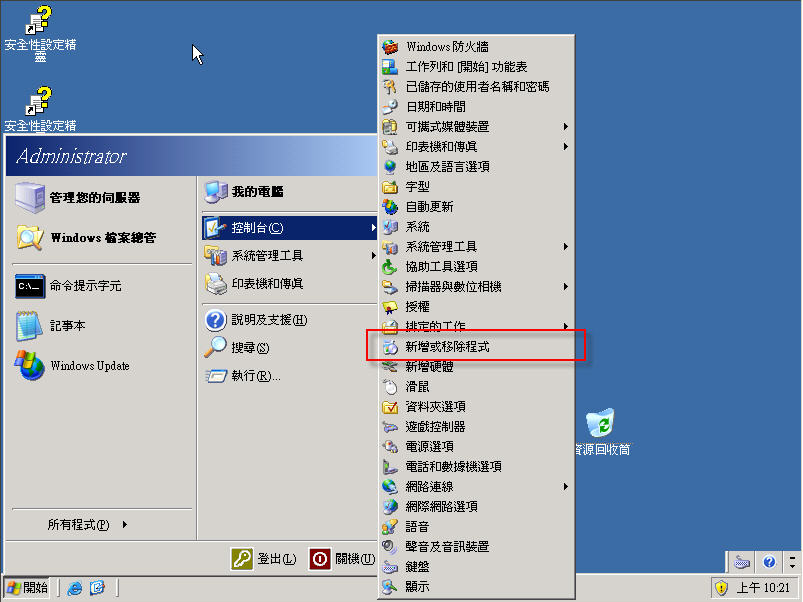 安全性設定精
靈
安全性設定精
Administrator
管理您的伺服器
Windows 檔案總管
命令提示字元
記事本
Windows Update
所有程式(P)
我的電腦
控制台(C)
系統管理工具
印表機和傳真
說明及支援(H)
搜尋(S)
執行(R)...
登出(L)
關機(U)
Windows 防火牆
工作列和 [開始] 功能表
已儲存的使用者名稱和密碼
日期和時間
可攜式媒體裝置
印表機和傳真
地區及語言選項
字型
自動更新
系統
系統管理工具
協助工具選項
掃描器與數位相機
授權
排定的工作
新增或移除程式
新增硬體
滑鼠
資料夾選項
遊戲控制器
電源選項
電話和數據機選項
網路連線
網際網路選項
語音
聲音及音訊裝置
鍵盤
顯示
資源回收筒
開始
上午 10:21